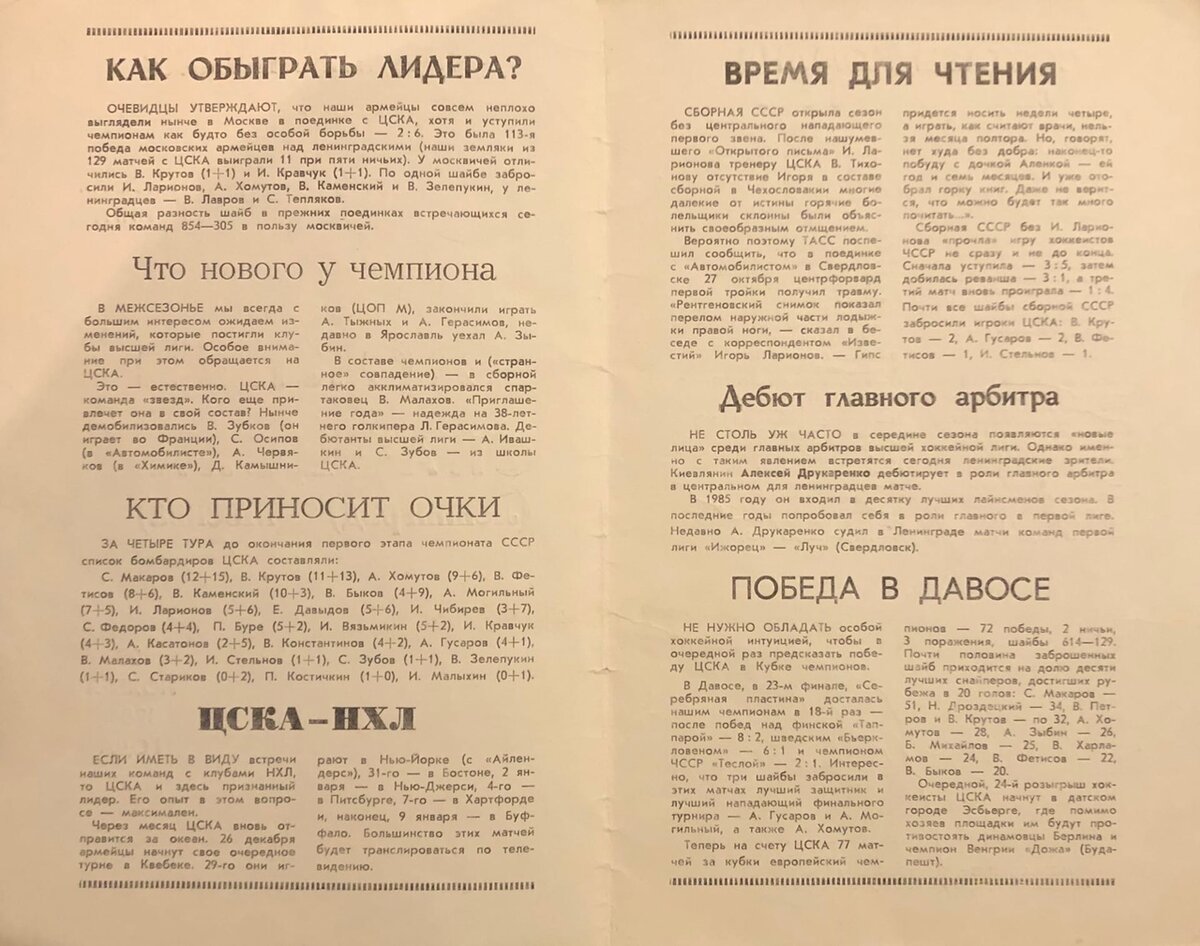 КАК ОБЫГРАТЬ ЛИДЕРА?
ОЧЕВИДЦЫ УТВЕРЖДАЮТ, что наши армейцы совсем неплохо
выглядели нынче в Москве в поединке с ЦСКА, хотя и уступили
чемпионам как будто без особой борьбы — 2:6. Это была 113-я
победа московских армейцев над ленинградскими (наши земляки из
129 матчей с ЦСКА выиграли 11 при пяти ничьих). У москвичей отли-
чились В. Крутов (1+1) и И. Кравчук (1+1). По одной шайбе забро-
сили И. Ларионов, А. Хомутов, В. Каменский и В. Зелепукин, у ле-
нинградцев — В. Лавров и С. Тепляков.
Общая разность шайб в прежних поединках встречающихся се-
годня команд 854—305 в пользу москвичей.
Что нового у чемпиона
В МЕЖСЕЗОНЬЕ мы всегда с
большим интересом ожидаем из-
менений, которые постигли клу-
бы высшей лиги. Особое внима-
ние при этом обращается на
ЦСКА.
Это — естественно. ЦСКА —
команда «звезд». Кого еще при-
влечет она в свой состав? Нынче
демобилизовались В. Зубков (он
играет во Франции), С. Осипов
(в «Автомобилисте»), А. Червя-
ков (в «Химике»), Д. Камышни-
ков (ЦОП М), закончили играть
А. Тыжных и А. Герасимов, не-
давно в Ярославль уехал А. Зы-
бин.
В составе чемпионов и («стран-
ное» совпадение) — в сборной
легко акклиматизировался спар-
таковец В. Малахов. «Приглаше-
ние года» — надежда на 38-лет-
него голкипера Л. Герасимова. Де-
бютанты высшей лиги — А. Иваш-
кин и С. Зубов — из школы
ЦСКА.
КТО ПРИНОСИТ ОЧКИ
ЗА ЧЕТЫРЕ ТУРА до окончания первого этапа чемпионата СССР
список бомбардиров ЦСКА составляли:
С. Макаров (12+15), В. Крутов (11+13), А. Хомутов (9+6), В. Фе-
тисов (8+6), В. Каменский (10+3), В. Быков (4+9), А. Могильный
(7+5), И. Ларионов (5+6), Е. Давыдов (5+6), И. Чибирев (3+7),
С. Федоров (4+4), П. Буре (5+2), И. Вязьмикин (5+2), И. Кравчук
(4+3), А. Касатонов (2+5), В. Константинов (4+2), А. Гусаров (4+1),
В. Малахов (3+2), И. Стельнов (1+1), С. Зубов (1+1), В. Зелепукин
(1+1), С. Стариков (0+2), П. Костичкин (1+0), И. Малыхин (0+1).
ЦСКА–НХЛ
ЕСЛИ ИМЕТЬ В ВИДУ встречи
наших команд с клубами НХЛ,
то ЦСКА и здесь признанный
лидер. Его опыт в этом вопро-
се — максимален.
Через месяц ЦСКА вновь от-
правится за океан. 26 декабря
армейцы начнут свое очередное
турне в Квебеке. 29-го они иг-
рают в Нью-Йорке (с «Айлен-
дерс»), 31-го — в Бостоне, 2 ян-
варя — в Нью-Джерси, 4-го —
в Питсбурге, 7-го — в Хартфорде
и, наконец, 9 января — в Буф-
фало. Большинство этих матчей
будет транслироваться по теле-
видению.
ВРЕМЯ ДЛЯ ЧТЕНИЯ
СБОРНАЯ СССР открыла сезон
без центрального нападающего
первого звена. После нашумев-
шего «Открытого письма» И. Ла-
рионова тренеру ЦСКА В. Тихо-
нову отсутствие Игоря в составе
сборной в Чехословакии многие
далекие от истины горячие бо-
лельщики склонны были объяс-
нить своеобразным отмщением.
Вероятно поэтому ТАСС поспе-
шил сообщить, что в поединке
с «Автомобилистом» в Свердлов-
ске 27 октября центрфорвард
первой тройки получил травму.
«Рентгеновский снимок показал
перелом наружной части лодыж-
ки правой ноги, — сказал в бе-
седе с корреспондентом «Изве-
стий» Игорь Ларионов. — Гипс
придется носить недели четыре,
а играть, как считают врачи, нель-
зя месяца полтора. Но, говорят,
нет худа без добра: наконец-то
побуду с дочкой Аленкой — ей
год и семь месяцев. И уже ото-
брал горку книг. Даже не верит-
ся, что можно будет так много
почитать...».
Сборная СССР без И. Ларио-
нова «прочла» игру хоккеистов
ЧССР не сразу и не до конца.
Сначала уступила — 3:5, затем
добилась реванша — 3:1, а тре-
тий матч вновь проиграла — 1:4.
Почти все шайбы сборной СССР
забросили игроки ЦСКА: В. Кру-
тов — 2, А. Гусаров — 2, В. Фе-
тисов — 1, И. Стельнов — 1.
Дебют главного арбитра
НЕ СТОЛЬ УЖ ЧАСТО в середине сезона появляются «новые
лица» среди главных арбитров высшей хоккейной лиги. Однако имен-
но с таким явлением встретятся сегодня ленинградские зрители.
Киевлянин Алексей Друкаренко дебютирует в роли главного арбитра
в центральном для ленинградцев матче.
В 1985 году он входил в десятку лучших лайнсменов сезона. В
последние годы попробовал себя в роли главного в первой лиге.
Недавно А. Друкаренко судил в Ленинграде матчи команд первой
лиги «Ижорец» — «Луч» (Свердловск).
ПОБЕДА В ДАВОСЕ
НЕ НУЖНО ОБЛАДАТЬ особой
хоккейной интуицией, чтобы в
очередной раз предсказать побе-
ду ЦСКА в Кубке чемпионов.
В Давосе, в 23-м финале, «Се-
ребряная пластина» досталась
нашим чемпионам в 18-й раз —
после побед над финской «Тап-
парой» — 8:2, шведским «Бьерк-
ловеном» — 6:1 и чемпионом
ЧССР «Теслой» — 2:1. Интерес-
но, что три шайбы забросили в
этих матчах лучший защитник и
лучший нападающий финального
турнира — А. Гусаров и А. Мо-
гильный, а также А. Хомутов.
Теперь на счету ЦСКА 77 мат-
чей за кубки европейский чем-
пионов — 72 победы, 2 ничьи,
3 поражения, шайбы 614—129.
Почти половина заброшенных
шайб приходится на долю десяти
лучших снайперов, достигших ру-
бежа в 20 голов: С. Макаров —
51, Н. Дроздецкий — 34, В. Пет-
ров и В. Крутов — по 32, А. Хо-
мутов — 28, А. Зыбин — 26,
Б. Михайлов — 25, В. Харла-
мов — 24, В. Фетисов — 22,
В. Быков — 20.
Очередной, 24-й розыгрыш хок-
кеисты ЦСКА начнут в датском
городе Эсбьерге, где помимо
хозяев площадки им будут про-
тивостоять динамовцы Берлина и
чемпион Венгрии «Дожа» (Буда-
пешт).